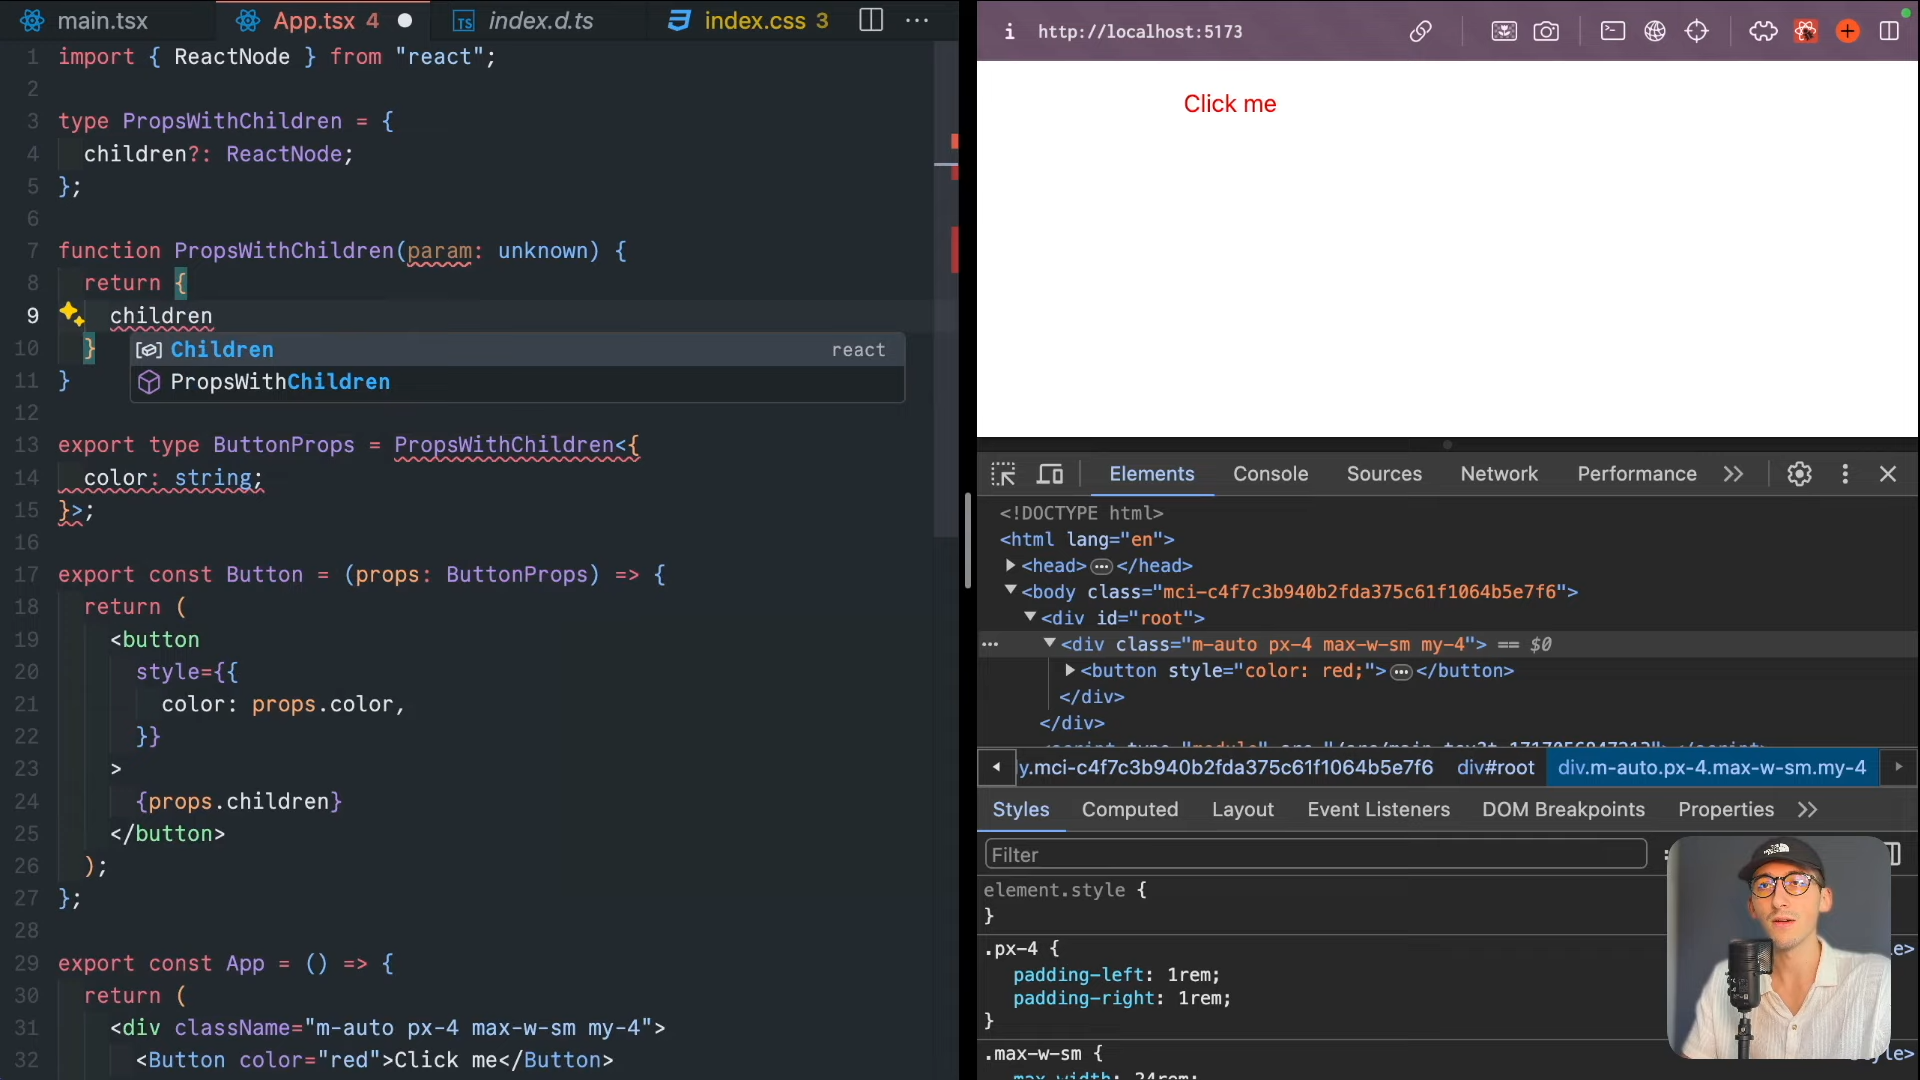 main.tsx
App.tsx 4
index.d.ts
index.css 3
1 import { ReactNode } from "react";
2
3 type PropsWithChildren = {
4 children?: ReactNode;
5 };
6
7 function PropsWithChildren(param: unknown) {
8 return {
9 children
10 }
11 }
Children react
PropsWithChildren
12
13 export type ButtonProps = PropsWithChildren<{
14 color: string;
15 }>;
16
17 export const Button = (props: ButtonProps) => {
18 return (
19 <button
20 style={{
21 color: props.color,
22 }}
23 >
24 {props.children}
25 </button>
26 );
27 };
28
29 export const App = () => {
30 return (
31 <div className="m-auto px-4 max-w-sm my-4">
32 <Button color="red">Click me</Button>
http://localhost:5173
Click me
Elements Console Sources Network Performance
<!DOCTYPE html>
<html lang="en">
<head> … </head>
<body class="mci-c4f7c3b940b2fda375c61f1064b5e7f6">
<div id="root">
<div class="m-auto px-4 max-w-sm my-4"> == $0
<button style="color: red;"> … </button>
</div>
</div>
y.mci-c4f7c3b940b2fda375c61f1064b5e7f6 div#root div.m-auto.px-4.max-w-sm.my-4
Styles Computed Layout Event Listeners DOM Breakpoints Properties
Filter
element.style {
}
.px-4 {
padding-left: 1rem;
padding-right: 1rem;
}
.max-w-sm {
max-width: 24rem;